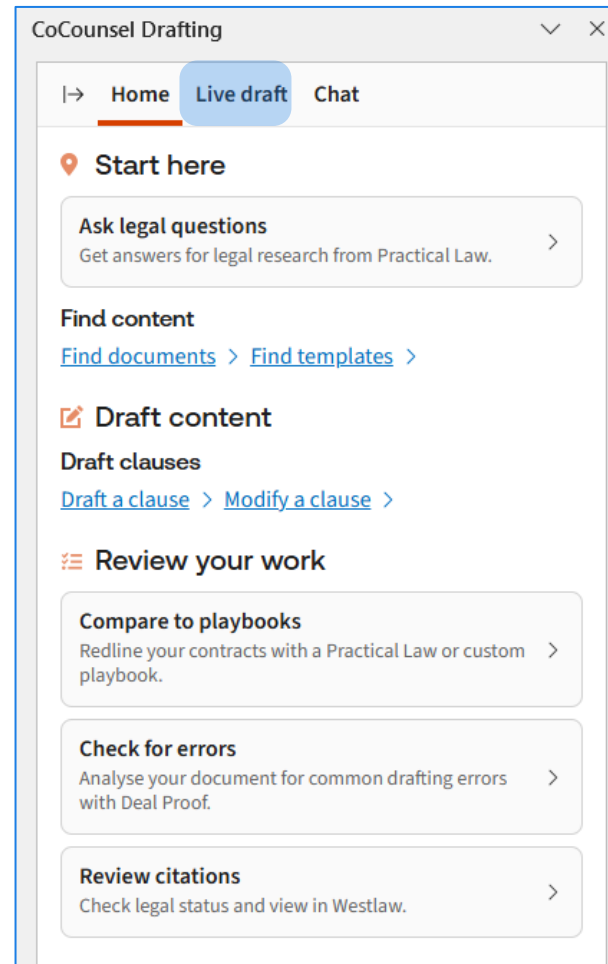 CoCounsel Drafting
Home Live draft Chat
Start here
Ask legal questions
Get answers for legal research from Practical Law.
Find content
Find documents > Find templates >
Draft content
Draft clauses
Draft a clause > Modify a clause >
Review your work
Compare to playbooks
Redline your contracts with a Practical Law or custom
playbook.
Check for errors
Analyse your document for common drafting errors
with Deal Proof.
Review citations
Check legal status and view in Westlaw.